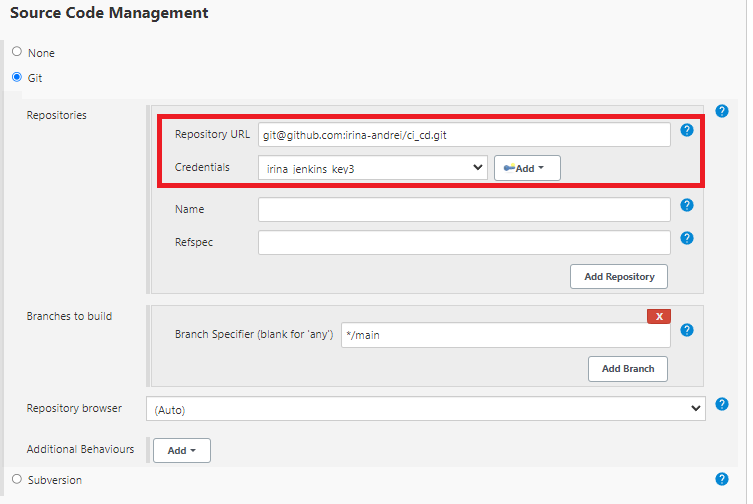 Source Code Management
None
Git
Repositories
Repository URL git@github.com:irina-andrei/ci_cd.git
Credentials irina_jenkins_key3 Add
Name
Refspec
Add Repository
Branches to build
X
Branch Specifier (blank for 'any') */main
Add Branch
Repository browser (Auto)
Additional Behaviours Add
Subversion